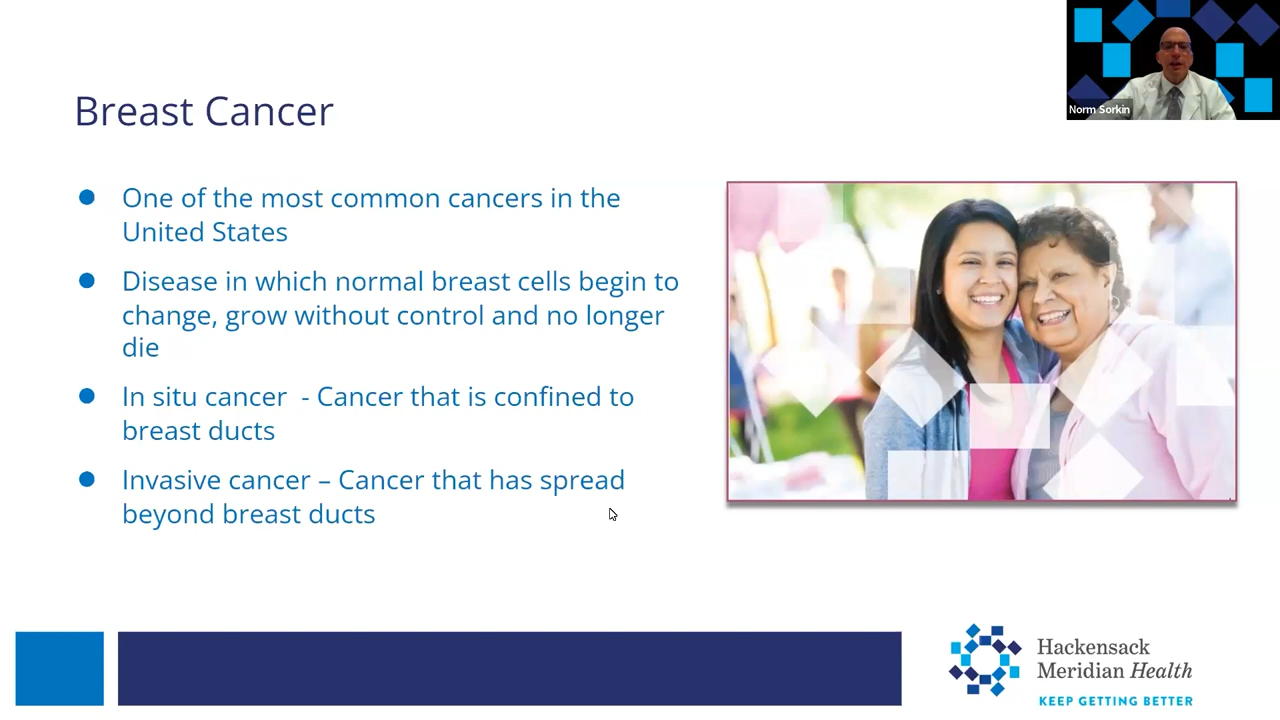 Norm Sorkin
Breast Cancer
● One of the most common cancers in the
United States
● Disease in which normal breast cells begin to
change, grow without control and no longer
die
● In situ cancer  - Cancer that is confined to
breast ducts
● Invasive cancer – Cancer that has spread
beyond breast ducts
Hackensack
Meridian Health
KEEP GETTING BETTER